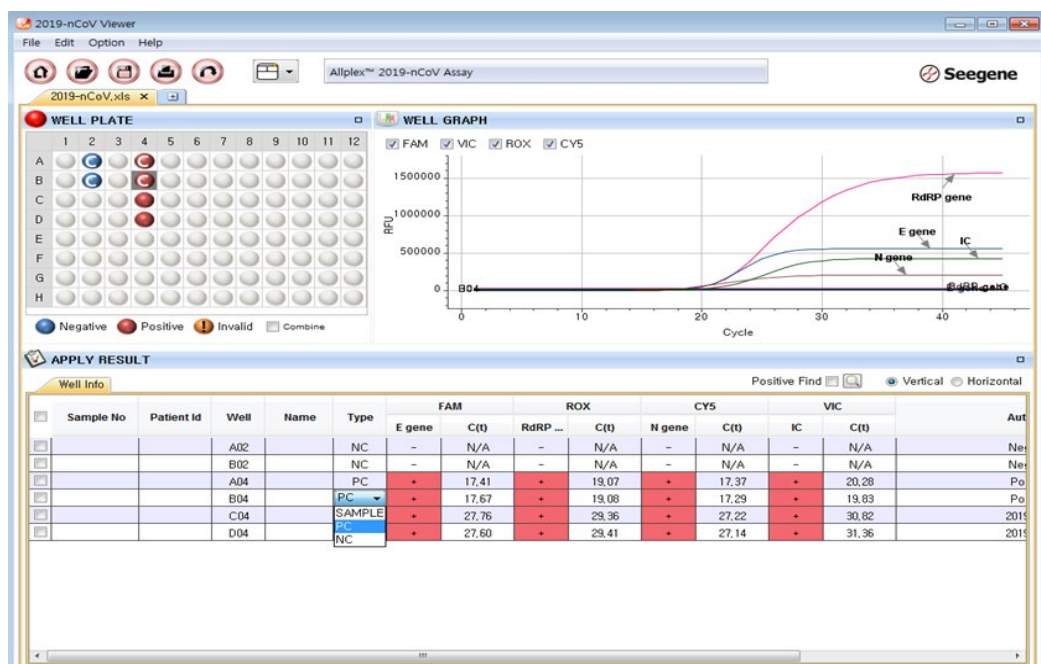 2019-nCoV Viewer
File Edit Option Help
Allplex™ 2019-nCoV Assay
Seegene
2019-nCoV.xls
WELL PLATE
1 2 3 4 5 6 7 8 9 10 11 12
A
B
C
D
E
F
G
H
Negative Positive Invalid Combine
WELL GRAPH
FAM VIC ROX CY5
RFU
1500000
1000000
500000
0
RdRP gene
E gene
IC
N gene
B04
0 10 20 30 40
Cycle
APPLY RESULT
Well Info
Positive Find Vertical Horizontal
FAM ROX CY5 VIC
Sample No Patient Id Well Name Type Aut
E gene C(t) RdRP ... C(t) N gene C(t) IC C(t)
A02 NC - N/A - N/A - N/A - N/A Ne
B02 NC - N/A - N/A - N/A - N/A Ne
A04 PC + 17,41 + 19,07 + 17,37 + 20,28 Po
B04 PC + 17,67 + 19,08 + 17,29 + 19,83 Po
C04 + 27,76 + 29,36 + 27,22 + 30,82 2019
D04 + 27,60 + 29,41 + 27,14 + 31,36 2019
SAMPLE
PC
NC